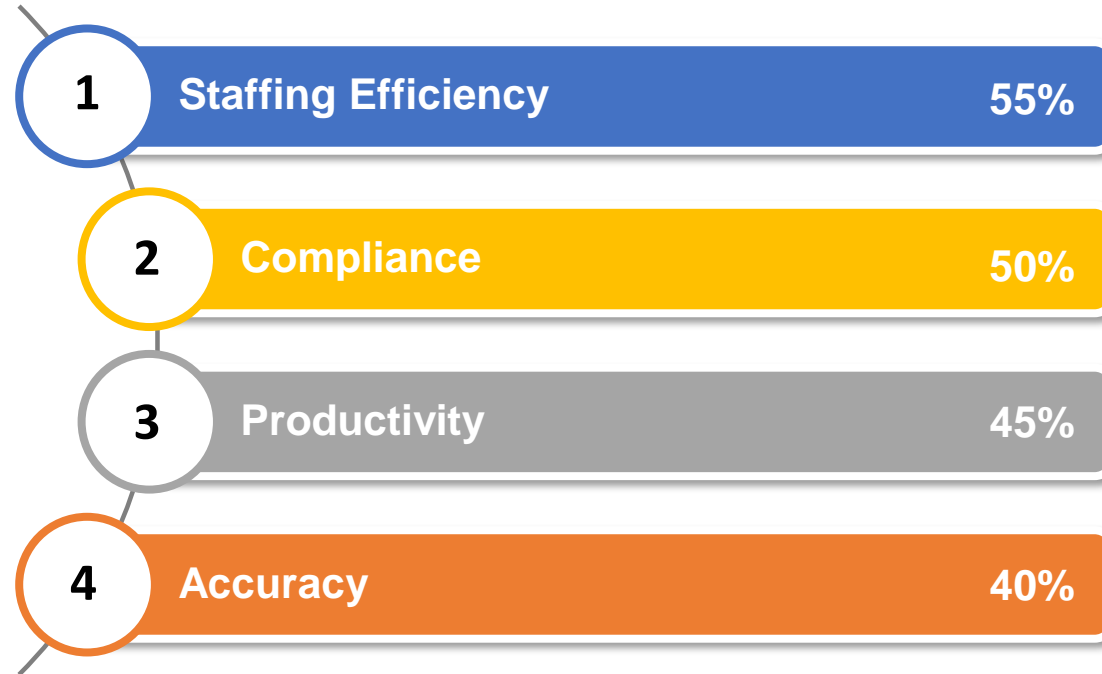 1 Staffing Efficiency 55%
2 Compliance 50%
3 Productivity 45%
4 Accuracy 40%